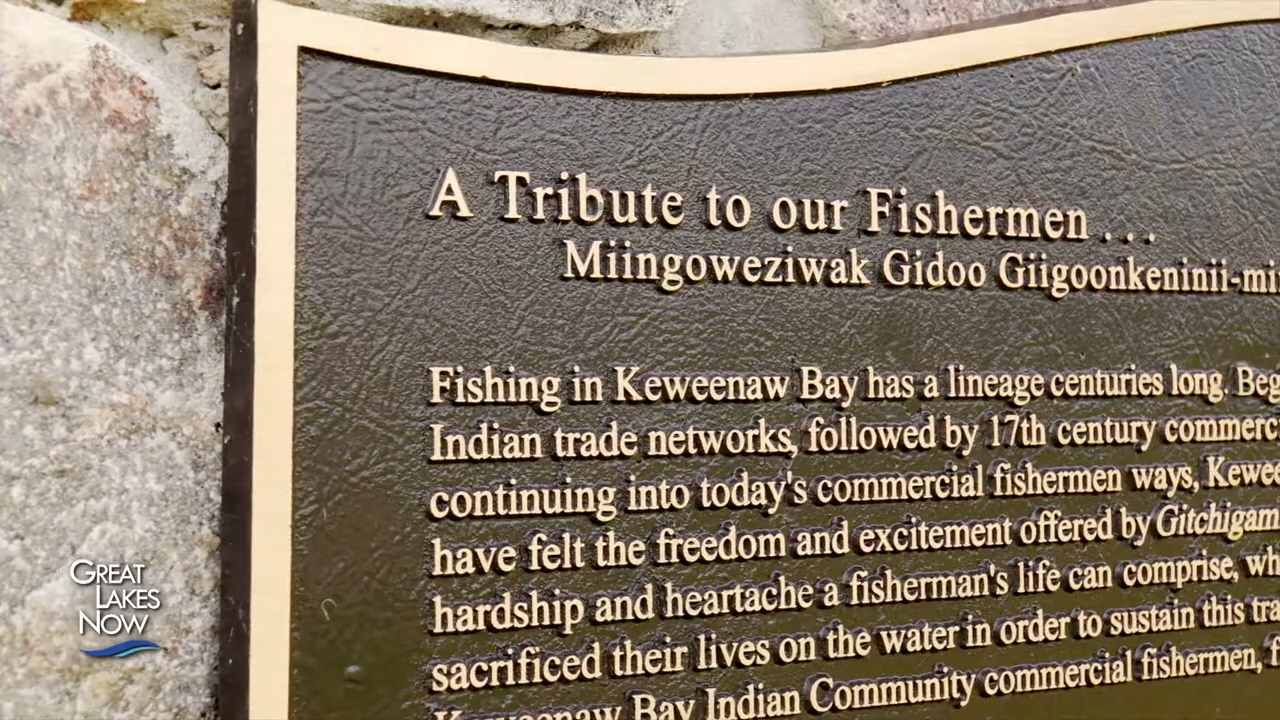 A Tribute to our Fishermen . . .
Miingoweziwak Gidoo Giigoonkeninii-mi
Fishing in Keweenaw Bay has a lineage centuries long. Beg
Indian trade networks, followed by 17th century commerc
continuing into today's commercial fishermen ways, Kewee
have felt the freedom and excitement offered by Gitchigam
hardship and heartache a fisherman's life can comprise, wh
sacrificed their lives on the water in order to sustain this tra
Keweenaw Bay Indian Community commercial fishermen, f
GREAT
LAKES
NOW